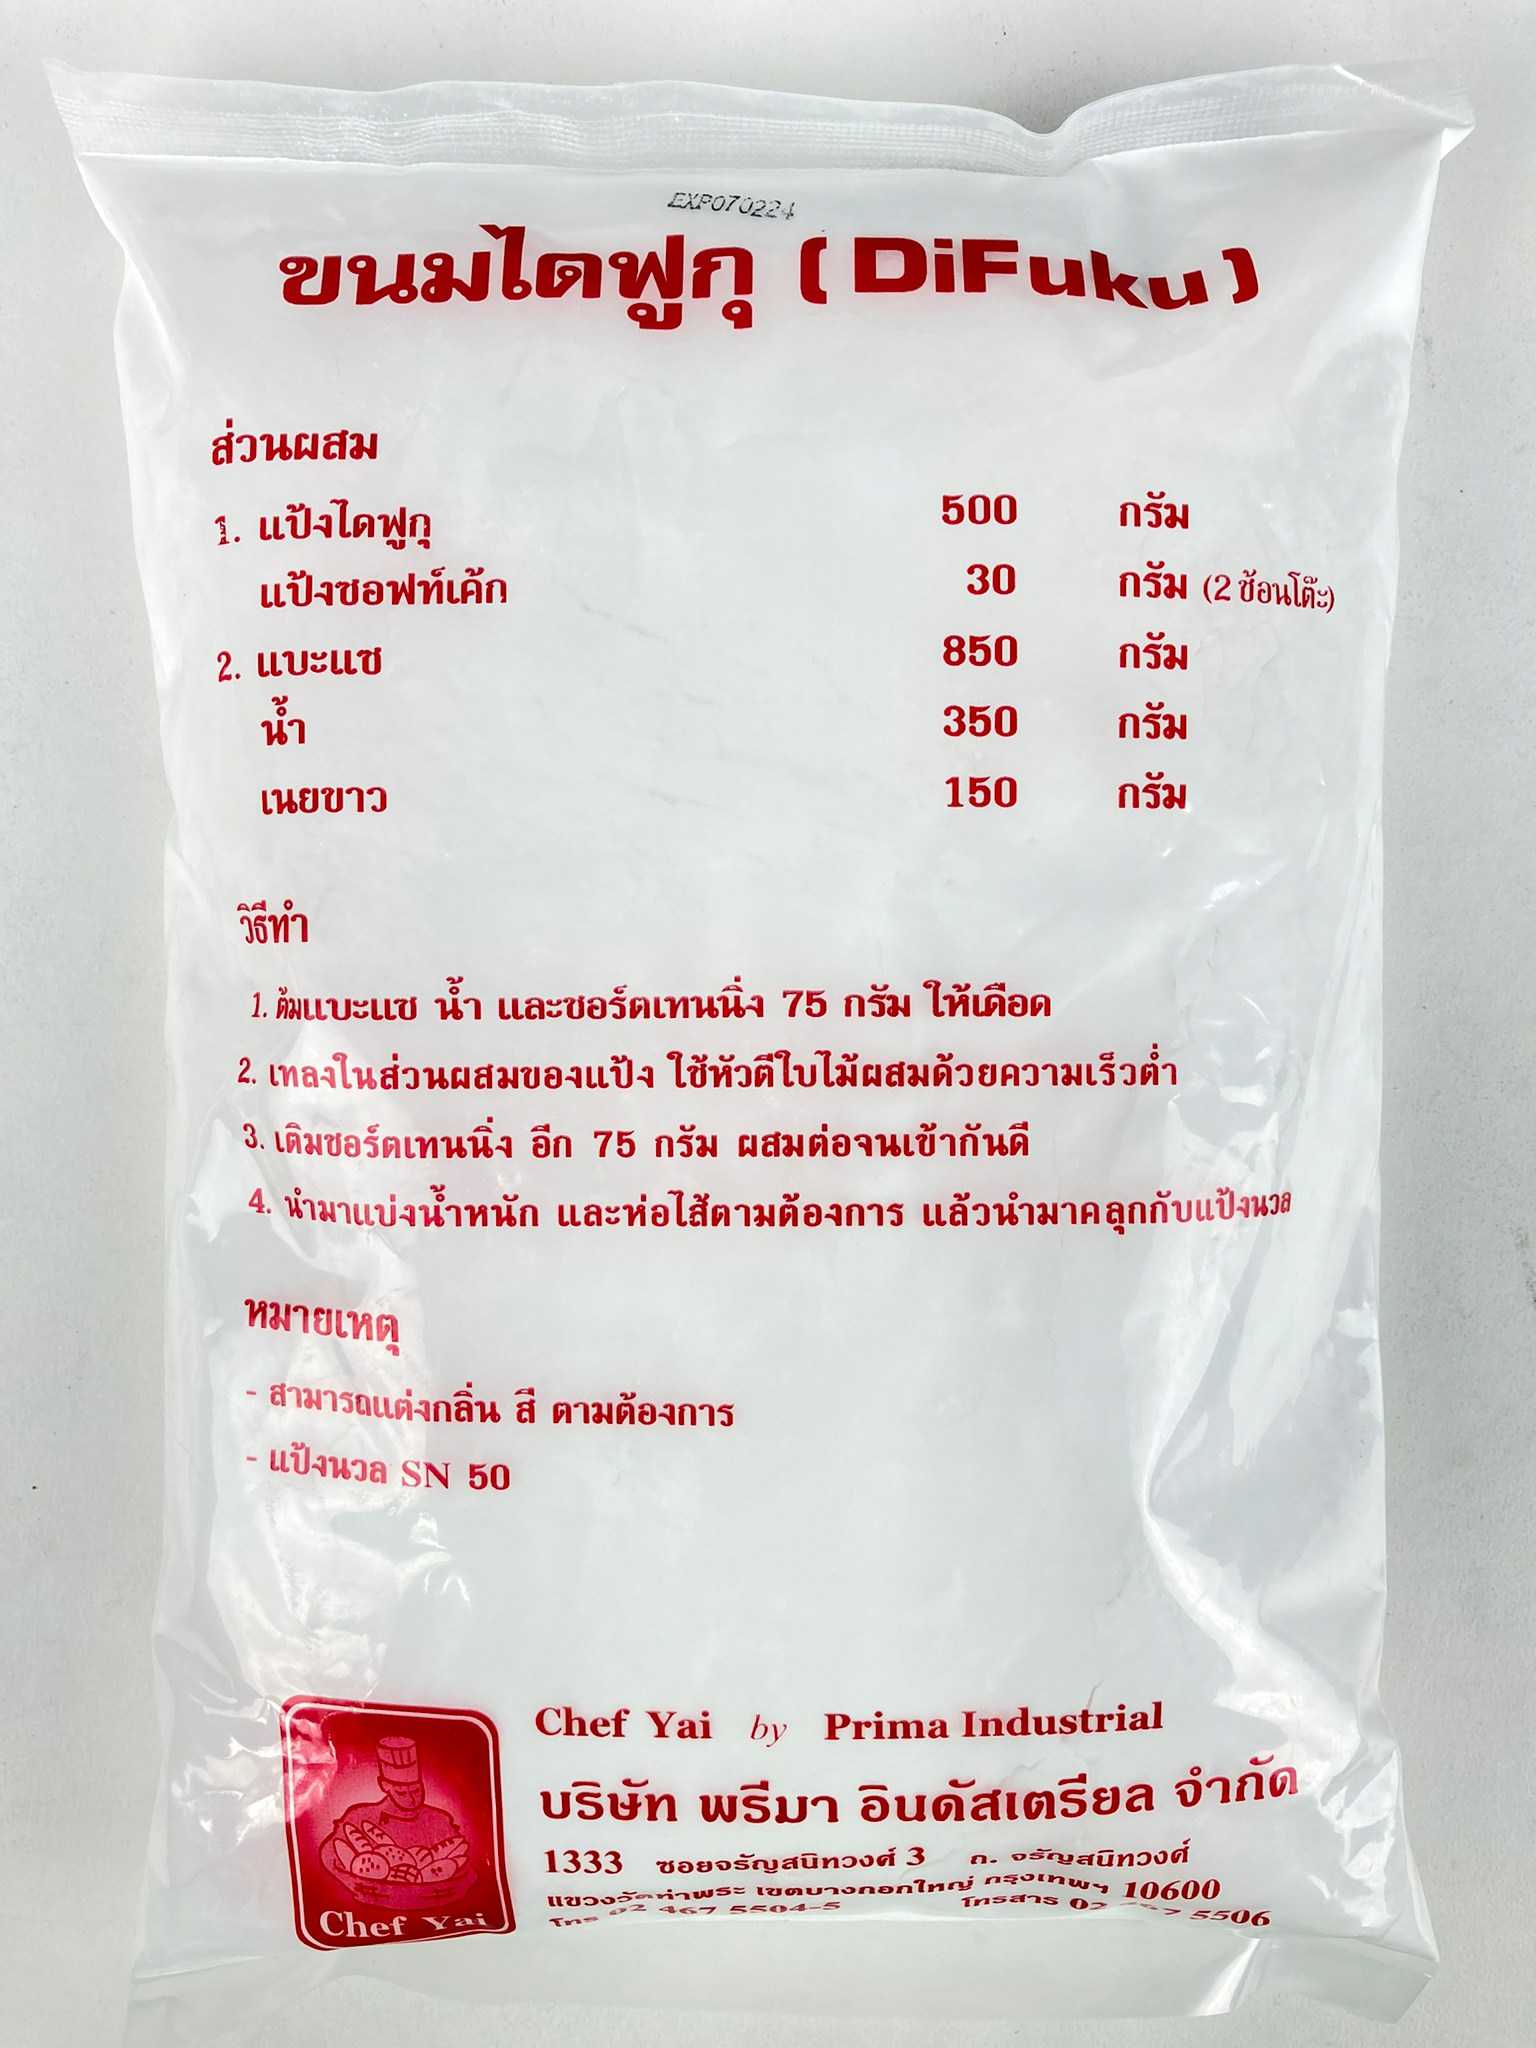 EXP070224
ขนมไดฟูกุ (DiFuku)
ส่วนผสม
1. แป้งไดฟูกุ 500 กรัม
แป้งซอฟท์เค้ก 30 กรัม (2 ช้อนโต๊ะ)
2. แบะแซ 850 กรัม
น้ำ 350 กรัม
เนยขาว 150 กรัม
วิธีทำ
1. ต้มแบะแซ น้ำ และชอร์ตเทนนิ่ง 75 กรัม ให้เดือด
2. เทลงในส่วนผสมของแป้ง ใช้หัวตีใบไม้ผสมด้วยความเร็วต่ำ
3. เติมชอร์ตเทนนิ่ง อีก 75 กรัม ผสมต่อจนเข้ากันดี
4. นำมาแบ่งน้ำหนัก และห่อไส้ตามต้องการ แล้วนำมาคลุกกับแป้งนวล
หมายเหตุ
- สามารถแต่งกลิ่น สี ตามต้องการ
- แป้งนวล SN 50
Chef Yai by Prima Industrial
บริษัท พรีมา อินดัสเตรียล จำกัด
1333 ซอยจรัญสนิทวงศ์ 3 ถ. จรัญสนิทวงศ์
แขวงวัดท่าพระ เขตบางกอกใหญ่ กรุงเทพฯ 10600
โทร 02 467 5504-5 โทรสาร 02 5506
Chef Yai